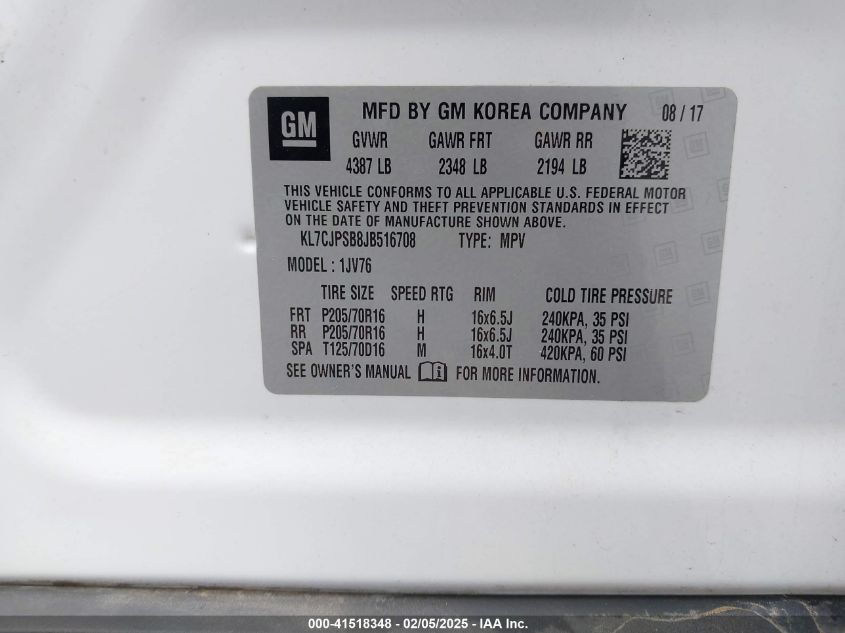 GM
MFD BY GM KOREA COMPANY 08 / 17
GVWR GAWR FRT GAWR RR
4387 LB 2348 LB 2194 LB
THIS VEHICLE CONFORMS TO ALL APPLICABLE U.S. FEDERAL MOTOR
VEHICLE SAFETY AND THEFT PREVENTION STANDARDS IN EFFECT
ON THE DATE OF MANUFACTURE SHOWN ABOVE.
KL7CJPSB8JB516708 TYPE: MPV
MODEL : 1JV76
TIRE SIZE SPEED RTG RIM COLD TIRE PRESSURE
FRT P205/70R16 H 16x6.5J 240KPA, 35 PSI
RR P205/70R16 H 16x6.5J 240KPA, 35 PSI
SPA T125/70D16 M 16x4.0T 420KPA, 60 PSI
SEE OWNER'S MANUAL FOR MORE INFORMATION.
000-41518348 - 02/05/2025 - IAA Inc.